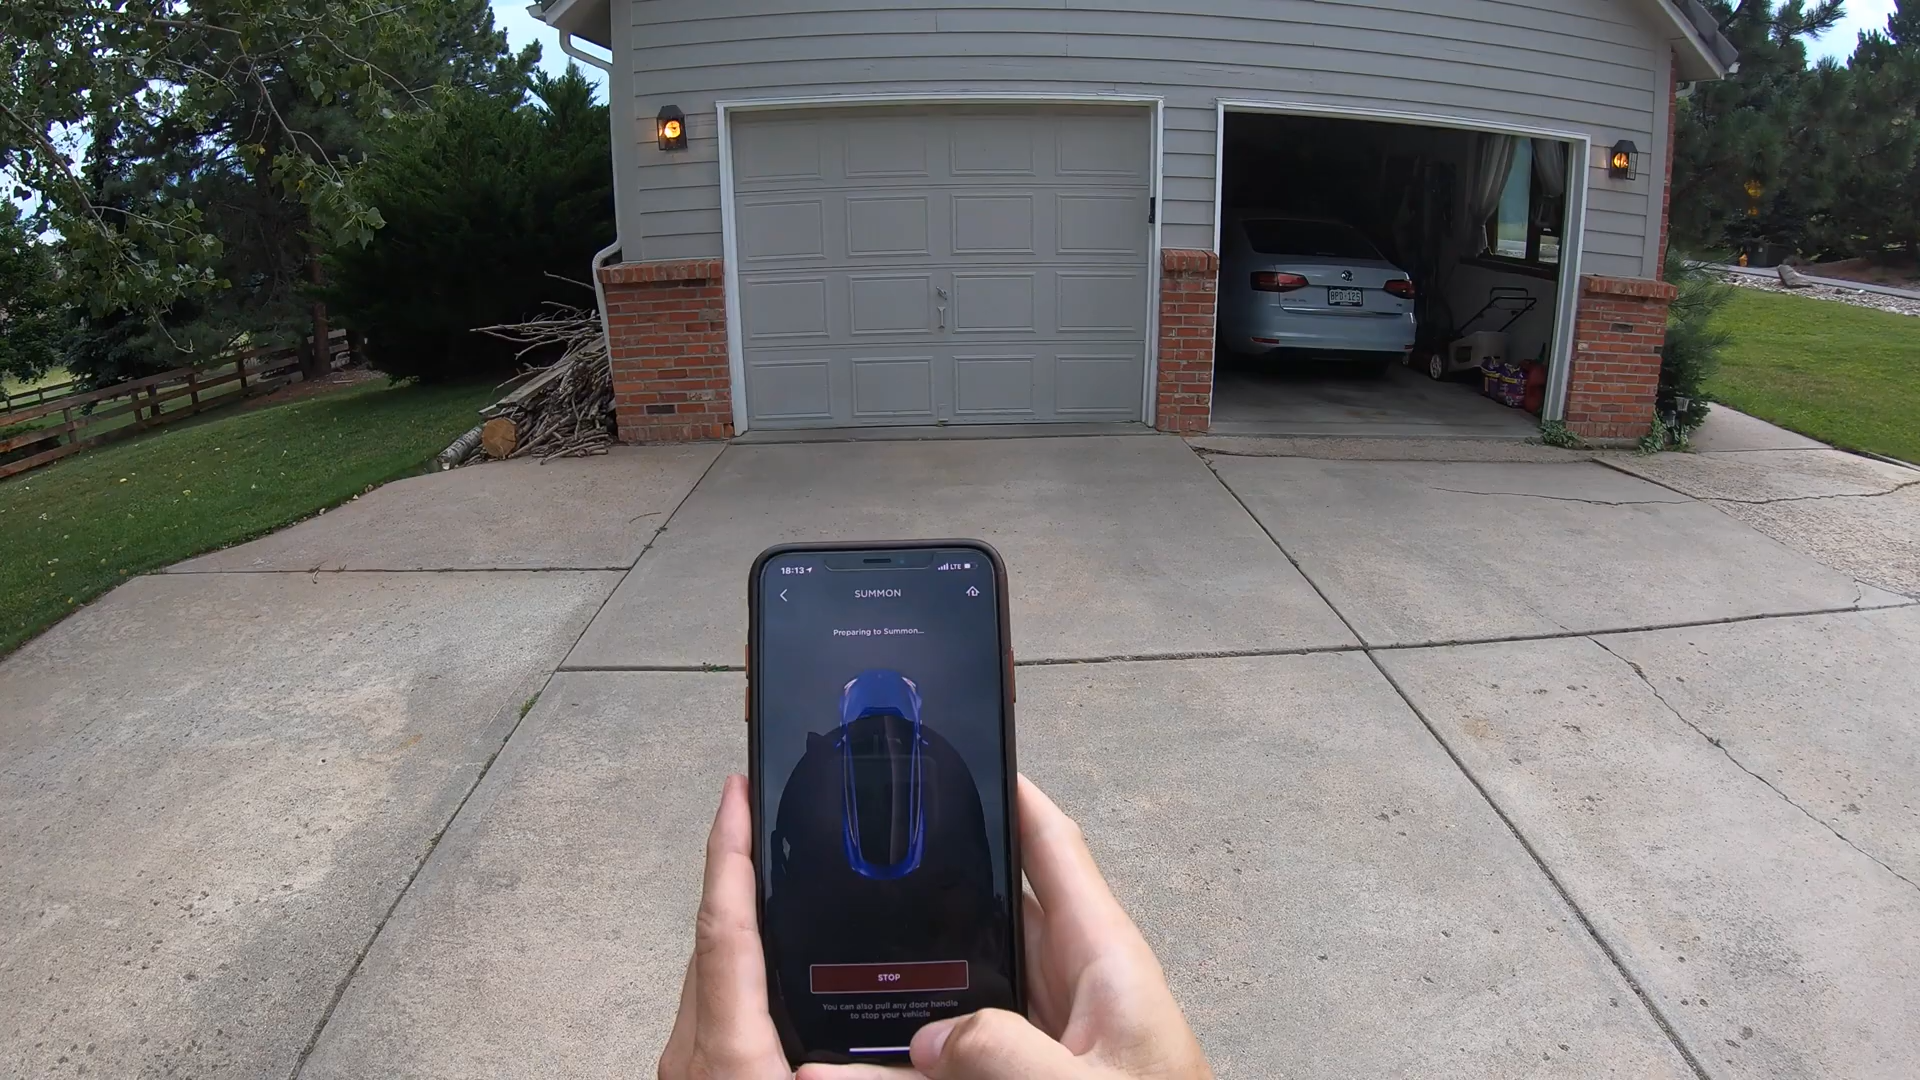 18:13
LTE
SUMMON
Preparing to Summon...
STOP
You can also pull any door handle
to stop your vehicle